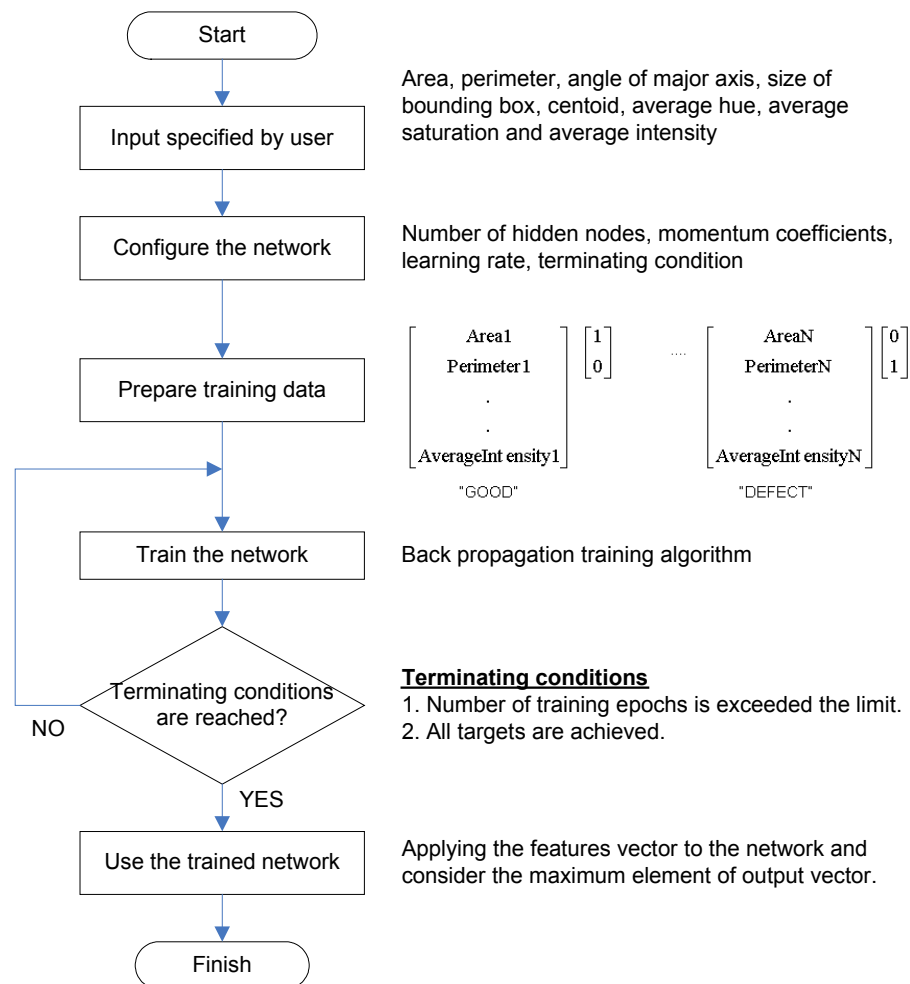 Start
Area, perimeter, angle of major axis, size of
bounding box, centoid, average hue, average
saturation and average intensity
Input specified by user
Number of hidden nodes, momentum coefficients,
learning rate, terminating condition
Configure the network
Area1
Perimeter1
.
.
AverageInt ensity1
1
0
"GOOD"
....
AreaN
PerimeterN
.
.
AverageInt ensityN
0
1
"DEFECT"
Prepare training data
Train the network
Back propagation training algorithm
Terminating conditions
are reached?
NO
YES
Terminating conditions
1. Number of training epochs is exceeded the limit.
2. All targets are achieved.
Use the trained network
Applying the features vector to the network and
consider the maximum element of output vector.
Finish